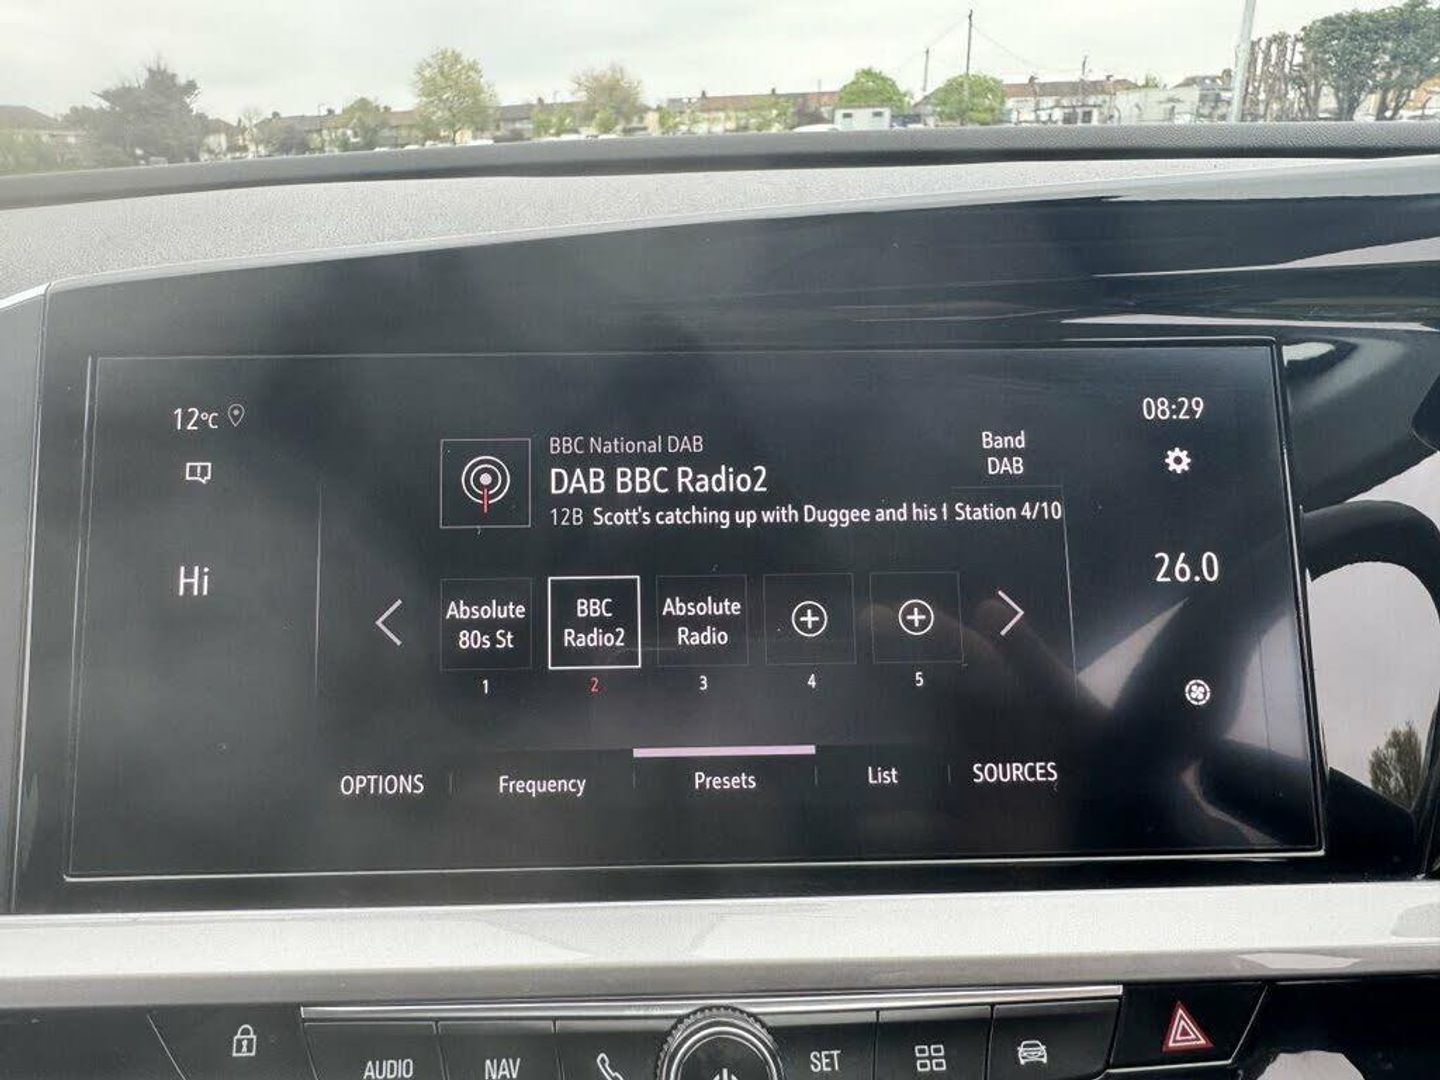 12°C
08:29
BBC National DAB
Band
DAB BBC Radio2
DAB
12B Scott's catching up with Duggee and his Station 4/10
Hi
26.0
Absolute 80s St
BBC Radio2
Absolute Radio
1 2 3 4 5
OPTIONS Frequency Presets List SOURCES
AUDIO NAV SET